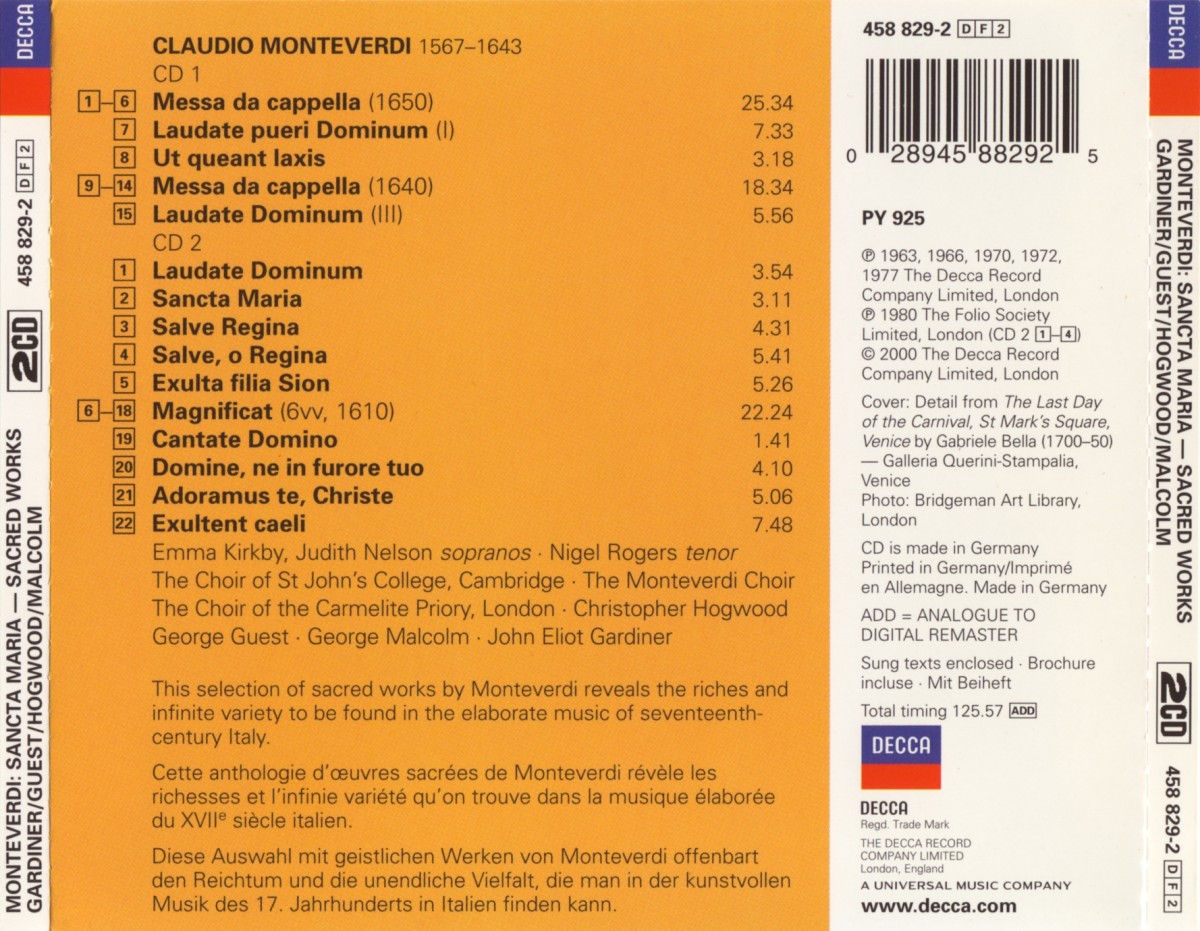 DECCA
458 829-2 DF2
2CD
MONTEVERDI: SANCTA MARIA — SACRED WORKS
GARDINER/GUEST/HOGWOOD/MALCOLM
CLAUDIO MONTEVERDI 1567–1643
CD 1
1–6 Messa da cappella (1650) 25.34
7 Laudate pueri Dominum (I) 7.33
8 Ut queant laxis 3.18
9–14 Messa da cappella (1640) 18.34
15 Laudate Dominum (III) 5.56
CD 2
1 Laudate Dominum 3.54
2 Sancta Maria 3.11
3 Salve Regina 4.31
4 Salve, o Regina 5.41
5 Exulta filia Sion 5.26
6–18 Magnificat (6vv, 1610) 22.24
19 Cantate Domino 1.41
20 Domine, ne in furore tuo 4.10
21 Adoramus te, Christe 5.06
22 Exultent caeli 7.48
Emma Kirkby, Judith Nelson sopranos · Nigel Rogers tenor
The Choir of St John's College, Cambridge · The Monteverdi Choir
The Choir of the Carmelite Priory, London · Christopher Hogwood
George Guest · George Malcolm · John Eliot Gardiner
This selection of sacred works by Monteverdi reveals the riches and
infinite variety to be found in the elaborate music of seventeenth-
century Italy.
Cette anthologie d'œuvres sacrées de Monteverdi révèle les
richesses et l'infinie variété qu'on trouve dans la musique élaborée
du XVIIe siècle italien.
Diese Auswahl mit geistlichen Werken von Monteverdi offenbart
den Reichtum und die unendliche Vielfalt, die man in der kunstvollen
Musik des 17. Jahrhunderts in Italien finden kann.
458 829-2 DF2
0 28945 88292 5
PY 925
℗ 1963, 1966, 1970, 1972,
1977 The Decca Record
Company Limited, London
℗ 1980 The Folio Society
Limited, London (CD 2 1–4)
© 2000 The Decca Record
Company Limited, London
Cover: Detail from The Last Day
of the Carnival, St Mark's Square,
Venice by Gabriele Bella (1700–50)
— Galleria Querini-Stampalia,
Venice
Photo: Bridgeman Art Library,
London
CD is made in Germany
Printed in Germany/Imprimé
en Allemagne. Made in Germany
ADD = ANALOGUE TO
DIGITAL REMASTER
Sung texts enclosed · Brochure
incluse · Mit Beiheft
Total timing 125.57 ADD
DECCA
DECCA
Regd. Trade Mark
THE DECCA RECORD
COMPANY LIMITED
London, England
A UNIVERSAL MUSIC COMPANY
www.decca.com
DECCA
MONTEVERDI: SANCTA MARIA — SACRED WORKS
GARDINER/GUEST/HOGWOOD/MALCOLM
2CD
458 829-2 DF2